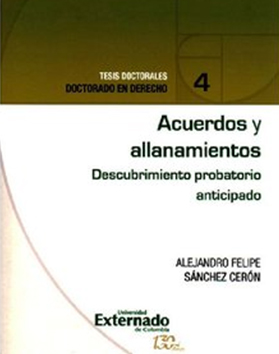 TESIS DOCTORALES
DOCTORADO EN DERECHO
4
Acuerdos y
allanamientos
Descubrimiento probatorio
anticipado
ALEJANDRO FELIPE
SÁNCHEZ CERÓN
Universidad
Externado
de Colombia
130